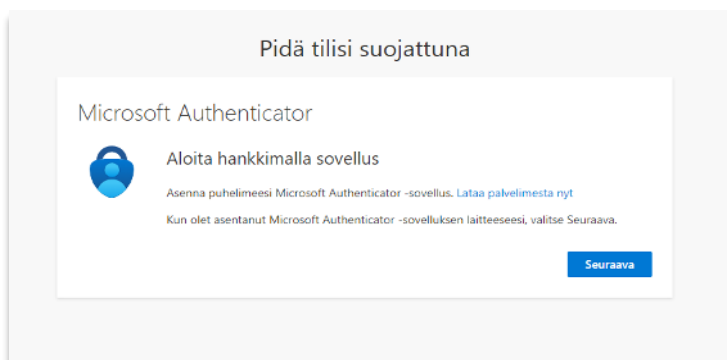 Pidä tilisi suojattuna
Microsoft Authenticator
Aloita hankkimalla sovellus
Asenna puhelimeesi Microsoft Authenticator -sovellus. Lataa palvelimesta nyt
Kun olet asentanut Microsoft Authenticator -sovelluksen laitteeseesi, valitse Seuraava.
Seuraava